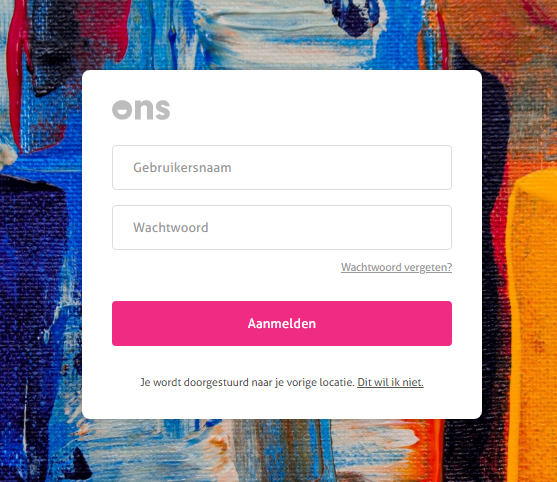 ons
Gebruikersnaam
Wachtwoord
Wachtwoord vergeten?
Aanmelden
Je wordt doorgestuurd naar je vorige locatie. Dit wil ik niet.